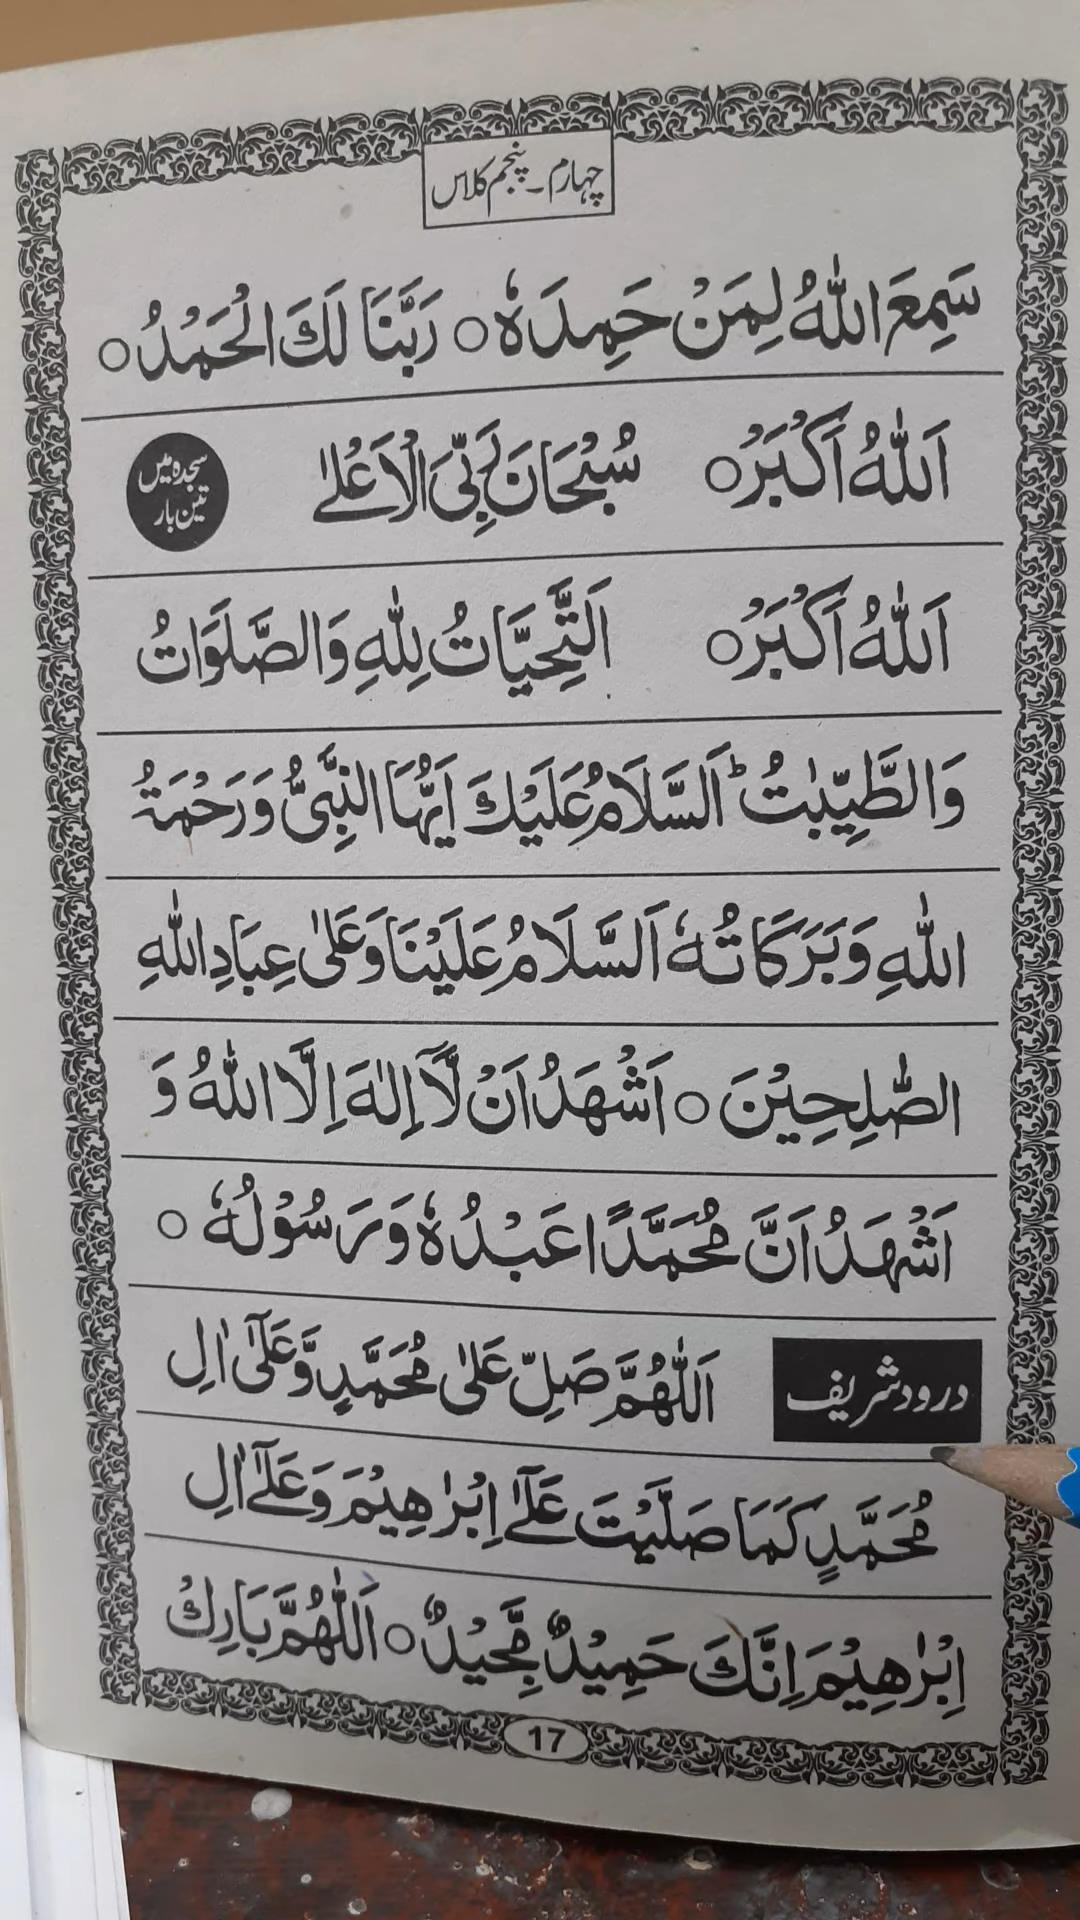 چہارم ۔ پنجم کلاس
سَمِعَ اللّٰهُ لِمَنْ حَمِدَهٗ ○ رَبَّنَا لَكَ الْحَمْدُ ○
اَللّٰهُ اَكْبَرُ ○ سُبْحَانَ رَبِّيَ الْاَعْلٰے سجدہ میں تین بار
اَللّٰهُ اَكْبَرُ ○ اَلتَّحِيَّاتُ لِلّٰهِ وَالصَّلَوَاتُ
وَالطَّيِّبٰتُ ؕ اَلسَّلَامُ عَلَيْكَ اَيُّهَا النَّبِيُّ وَرَحْمَةُ
اللّٰهِ وَبَرَكَاتُهٗ اَلسَّلَامُ عَلَيْنَا وَعَلٰى عِبَادِ اللّٰهِ
الصّٰلِحِيْنَ ○ اَشْهَدُ اَنْ لَّآ اِلٰهَ اِلَّا اللّٰهُ وَ
اَشْهَدُ اَنَّ مُحَمَّدًا عَبْدُهٗ وَرَسُوْلُهٗ ○
درود شریف اَللّٰهُمَّ صَلِّ عَلٰى مُحَمَّدٍ وَّعَلٰٓى اٰلِ
مُحَمَّدٍ كَمَا صَلَّيْتَ عَلٰٓے اِبْرٰهِيْمَ وَعَلٰٓے اٰلِ
اِبْرٰهِيْمَ اِنَّكَ حَمِيْدٌ مَّجِيْدٌ ○ اَللّٰهُمَّ بَارِكْ
17